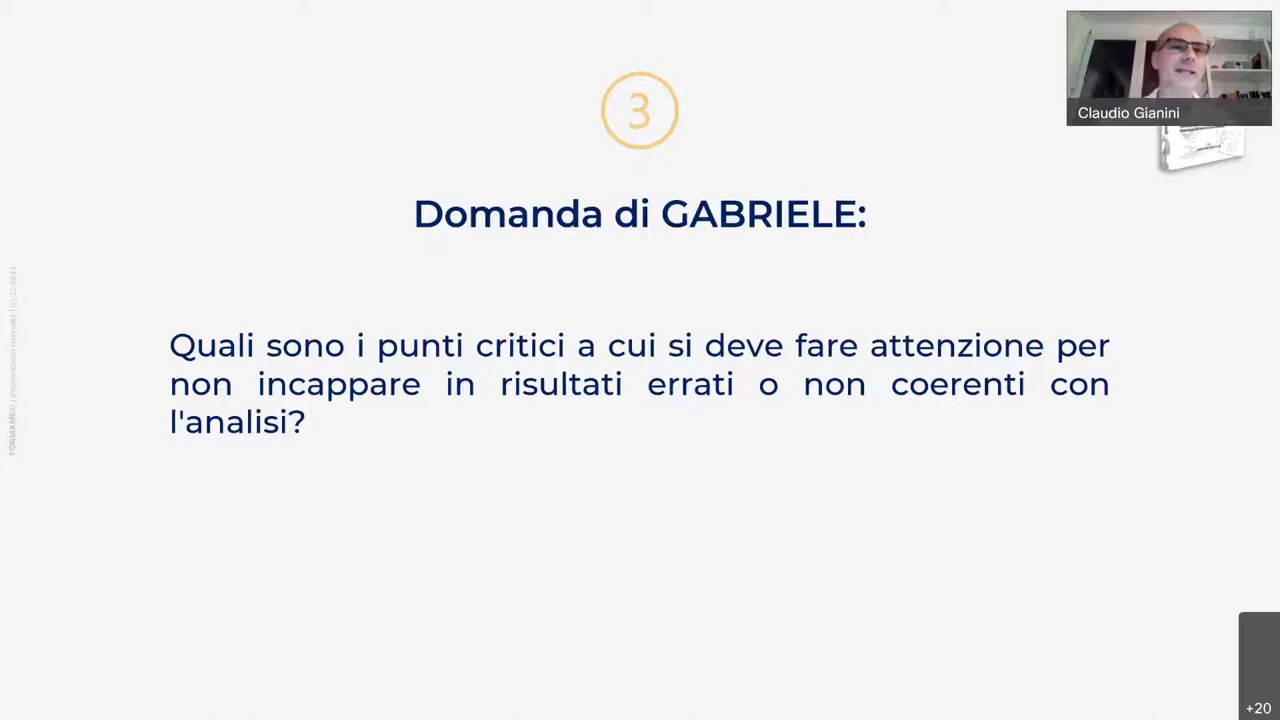 Claudio Gianini
3
Domanda di GABRIELE:
Quali sono i punti critici a cui si deve fare attenzione per
non incappare in risultati errati o non coerenti con
l'analisi?
+20